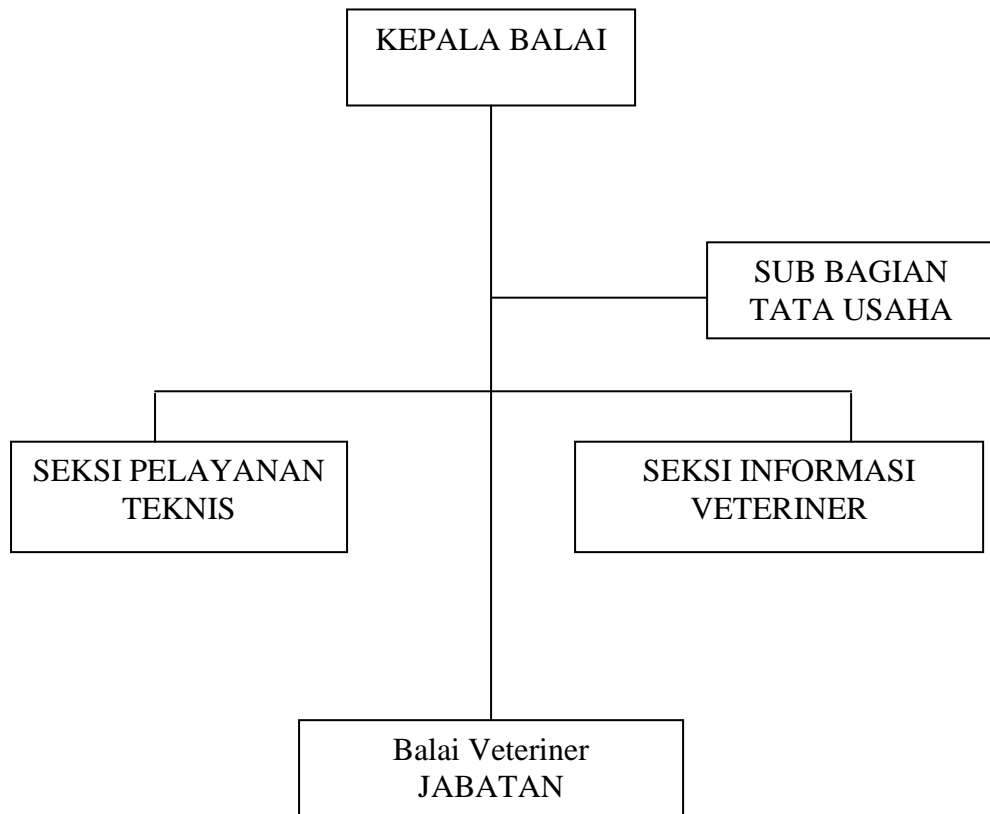 KEPALA BALAI
SUB BAGIAN
TATA USAHA
SEKSI PELAYANAN
TEKNIS
SEKSI INFORMASI
VETERINER
Balai Veteriner
JABATAN